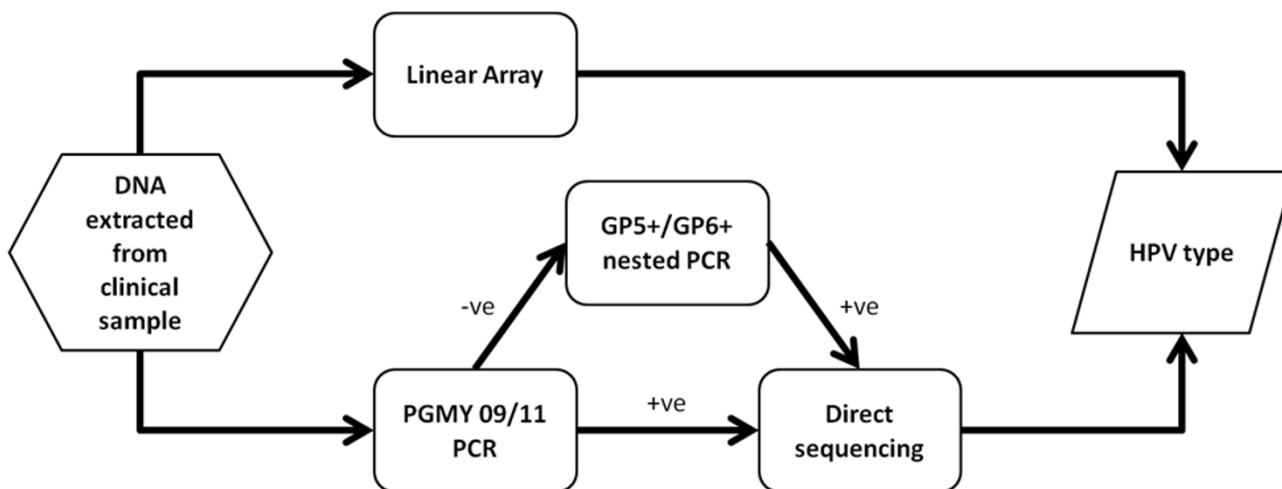 Linear Array
DNA
extracted
from
clinical
sample
GP5+/GP6+
nested PCR
HPV type
-ve
+ve
PGMY 09/11
PCR
+ve
Direct
sequencing